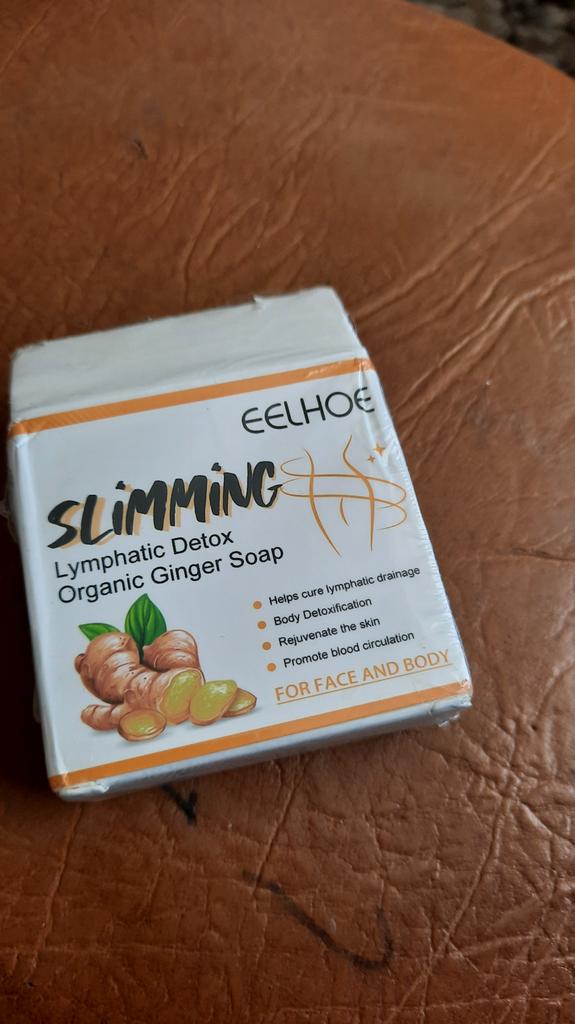 EELHOE
SLiMMiNG
Lymphatic Detox
Organic Ginger Soap
Helps cure lymphatic drainage
Body Detoxification
Rejuvenate the skin
Promote blood circulation
FOR FACE AND BODY